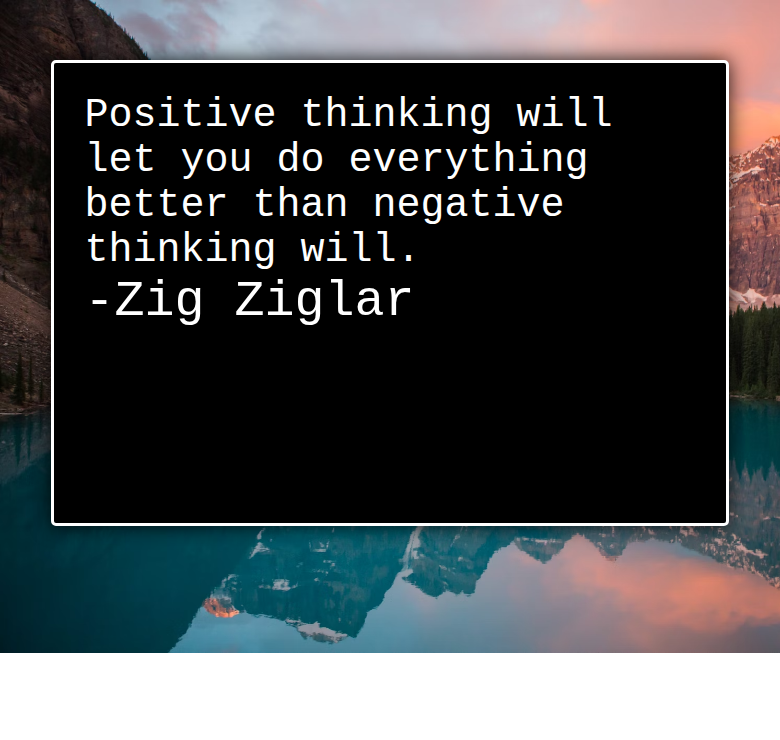 Positive thinking will
let you do everything
better than negative
thinking will.
-Zig Ziglar